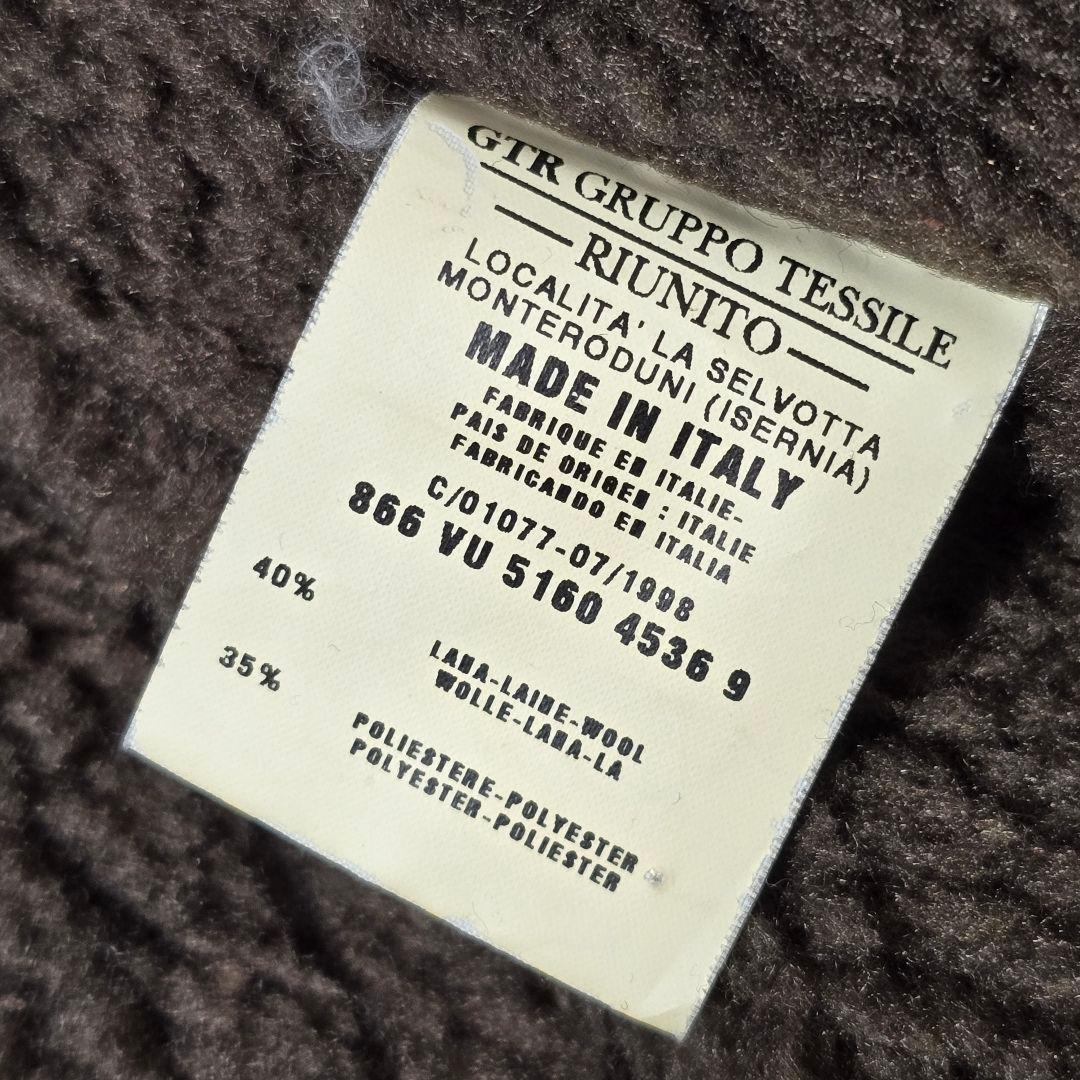 GTR GRUPPO TESSILE
RIUNITO
LOCALITA' LA SELVOTTA
MONTERODUNI (ISERNIA)
MADE IN ITALY
FABRIQUE EN ITALIE-
PAIS DE ORIGEN : ITALIE
FABRICANDO EN ITALIA
C/01077-07/1998
866 VU 5160 4536 9
40% LANA-LAINE-WOOL
WOLLE-LANA-LA
35% POLIESTERE-POLYESTER
POLYESTER-POLIESTER